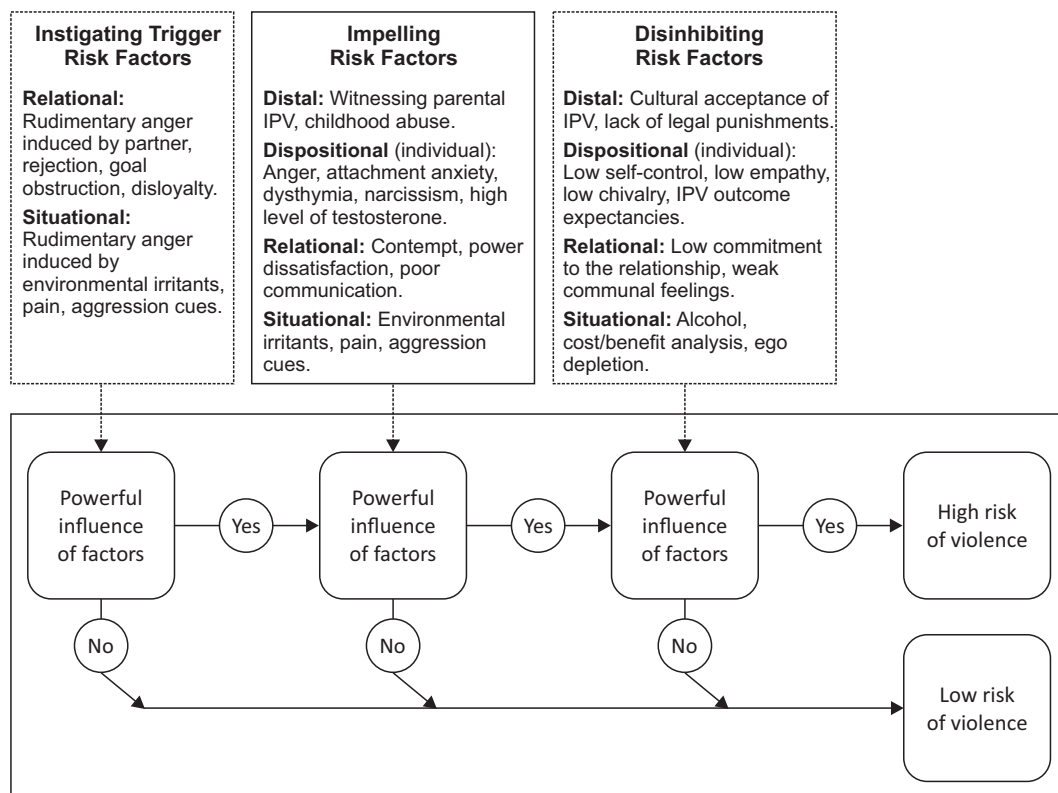 Instigating Trigger
Risk Factors
Relational:
Rudimentary anger
induced by partner,
rejection, goal
obstruction, disloyalty.
Situational:
Rudimentary anger
induced by
environmental irritants,
pain, aggression cues.
Impelling
Risk Factors
Distal: Witnessing parental
IPV, childhood abuse.
Dispositional (individual):
Anger, attachment anxiety,
dysthymia, narcissism, high
level of testosterone.
Relational: Contempt, power
dissatisfaction, poor
communication.
Situational: Environmental
irritants, pain, aggression
cues.
Disinhibiting
Risk Factors
Distal: Cultural acceptance of
IPV, lack of legal punishments.
Dispositional (individual):
Low self-control, low empathy,
low chivalry, IPV outcome
expectancies.
Relational: Low commitment
to the relationship, weak
communal feelings.
Situational: Alcohol,
cost/benefit analysis, ego
depletion.
Powerful
influence
of factors
Yes
Powerful
influence
of factors
Yes
Powerful
influence
of factors
Yes
High risk
of violence
No
No
No
Low risk
of violence